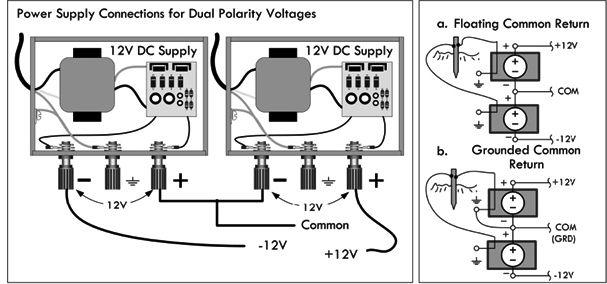 Power Supply Connections for Dual Polarity Voltages
12V DC Supply
12V DC Supply
− + − +
12V
12V
Common
-12V
+12V
a. Floating Common
Return
+
+12V
−
COM
+
−
-12V
b. Grounded Common
Return
+
+12V
−
COM
(GRD)
+
−
-12V